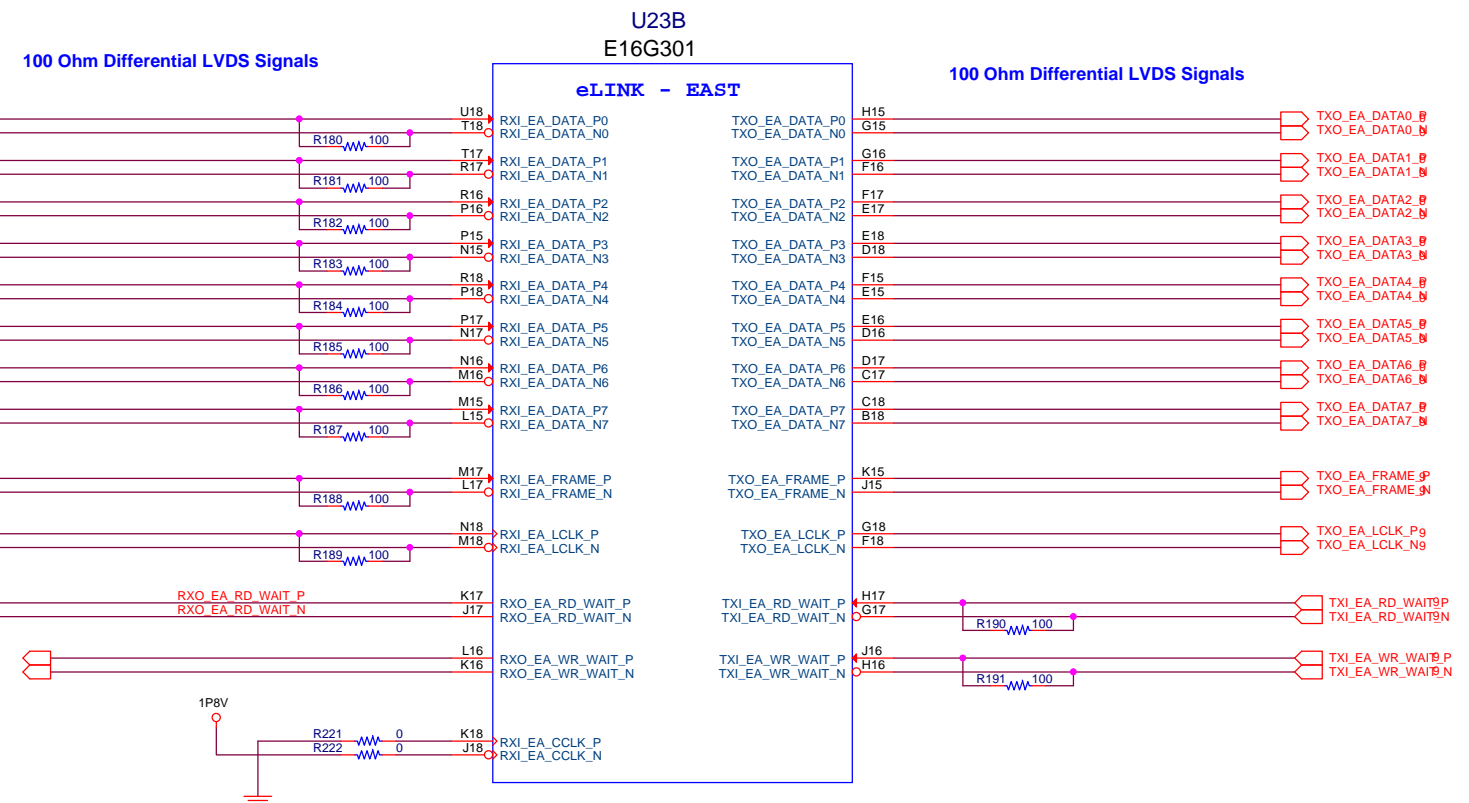 U23B
E16G301
100 Ohm Differential LVDS Signals
100 Ohm Differential LVDS Signals
eLINK - EAST
U18 RXI_EA_DATA_P0 TXO_EA_DATA_P0 H15 TXO_EA_DATA0_P
T18 RXI_EA_DATA_N0 TXO_EA_DATA_N0 G15 TXO_EA_DATA0_N
R180 100
T17 RXI_EA_DATA_P1 TXO_EA_DATA_P1 G16 TXO_EA_DATA1_P
R17 RXI_EA_DATA_N1 TXO_EA_DATA_N1 F16 TXO_EA_DATA1_N
R181 100
R16 RXI_EA_DATA_P2 TXO_EA_DATA_P2 F17 TXO_EA_DATA2_P
P16 RXI_EA_DATA_N2 TXO_EA_DATA_N2 E17 TXO_EA_DATA2_N
R182 100
P15 RXI_EA_DATA_P3 TXO_EA_DATA_P3 E18 TXO_EA_DATA3_P
N15 RXI_EA_DATA_N3 TXO_EA_DATA_N3 D18 TXO_EA_DATA3_N
R183 100
R18 RXI_EA_DATA_P4 TXO_EA_DATA_P4 F15 TXO_EA_DATA4_P
P18 RXI_EA_DATA_N4 TXO_EA_DATA_N4 E15 TXO_EA_DATA4_N
R184 100
P17 RXI_EA_DATA_P5 TXO_EA_DATA_P5 E16 TXO_EA_DATA5_P
N17 RXI_EA_DATA_N5 TXO_EA_DATA_N5 D16 TXO_EA_DATA5_N
R185 100
N16 RXI_EA_DATA_P6 TXO_EA_DATA_P6 D17 TXO_EA_DATA6_P
M16 RXI_EA_DATA_N6 TXO_EA_DATA_N6 C17 TXO_EA_DATA6_N
R186 100
M15 RXI_EA_DATA_P7 TXO_EA_DATA_P7 C18 TXO_EA_DATA7_P
L15 RXI_EA_DATA_N7 TXO_EA_DATA_N7 B18 TXO_EA_DATA7_N
R187 100
M17 RXI_EA_FRAME_P TXO_EA_FRAME_P K15 TXO_EA_FRAME_P
L17 RXI_EA_FRAME_N TXO_EA_FRAME_N J15 TXO_EA_FRAME_N
R188 100
N18 RXI_EA_LCLK_P TXO_EA_LCLK_P G18 TXO_EA_LCLK_P 9
M18 RXI_EA_LCLK_N TXO_EA_LCLK_N F18 TXO_EA_LCLK_N 9
R189 100
RXO_EA_RD_WAIT_P K17 RXO_EA_RD_WAIT_P TXI_EA_RD_WAIT_P H17 TXI_EA_RD_WAIT_P 9
RXO_EA_RD_WAIT_N J17 RXO_EA_RD_WAIT_N TXI_EA_RD_WAIT_N G17 TXI_EA_RD_WAIT_N 9
R190 100
L16 RXO_EA_WR_WAIT_P TXI_EA_WR_WAIT_P J16 TXI_EA_WR_WAIT_P 9
K16 RXO_EA_WR_WAIT_N TXI_EA_WR_WAIT_N H16 TXI_EA_WR_WAIT_N 9
R191 100
1P8V
R221 0 K18 RXI_EA_CCLK_P
R222 0 J18 RXI_EA_CCLK_N